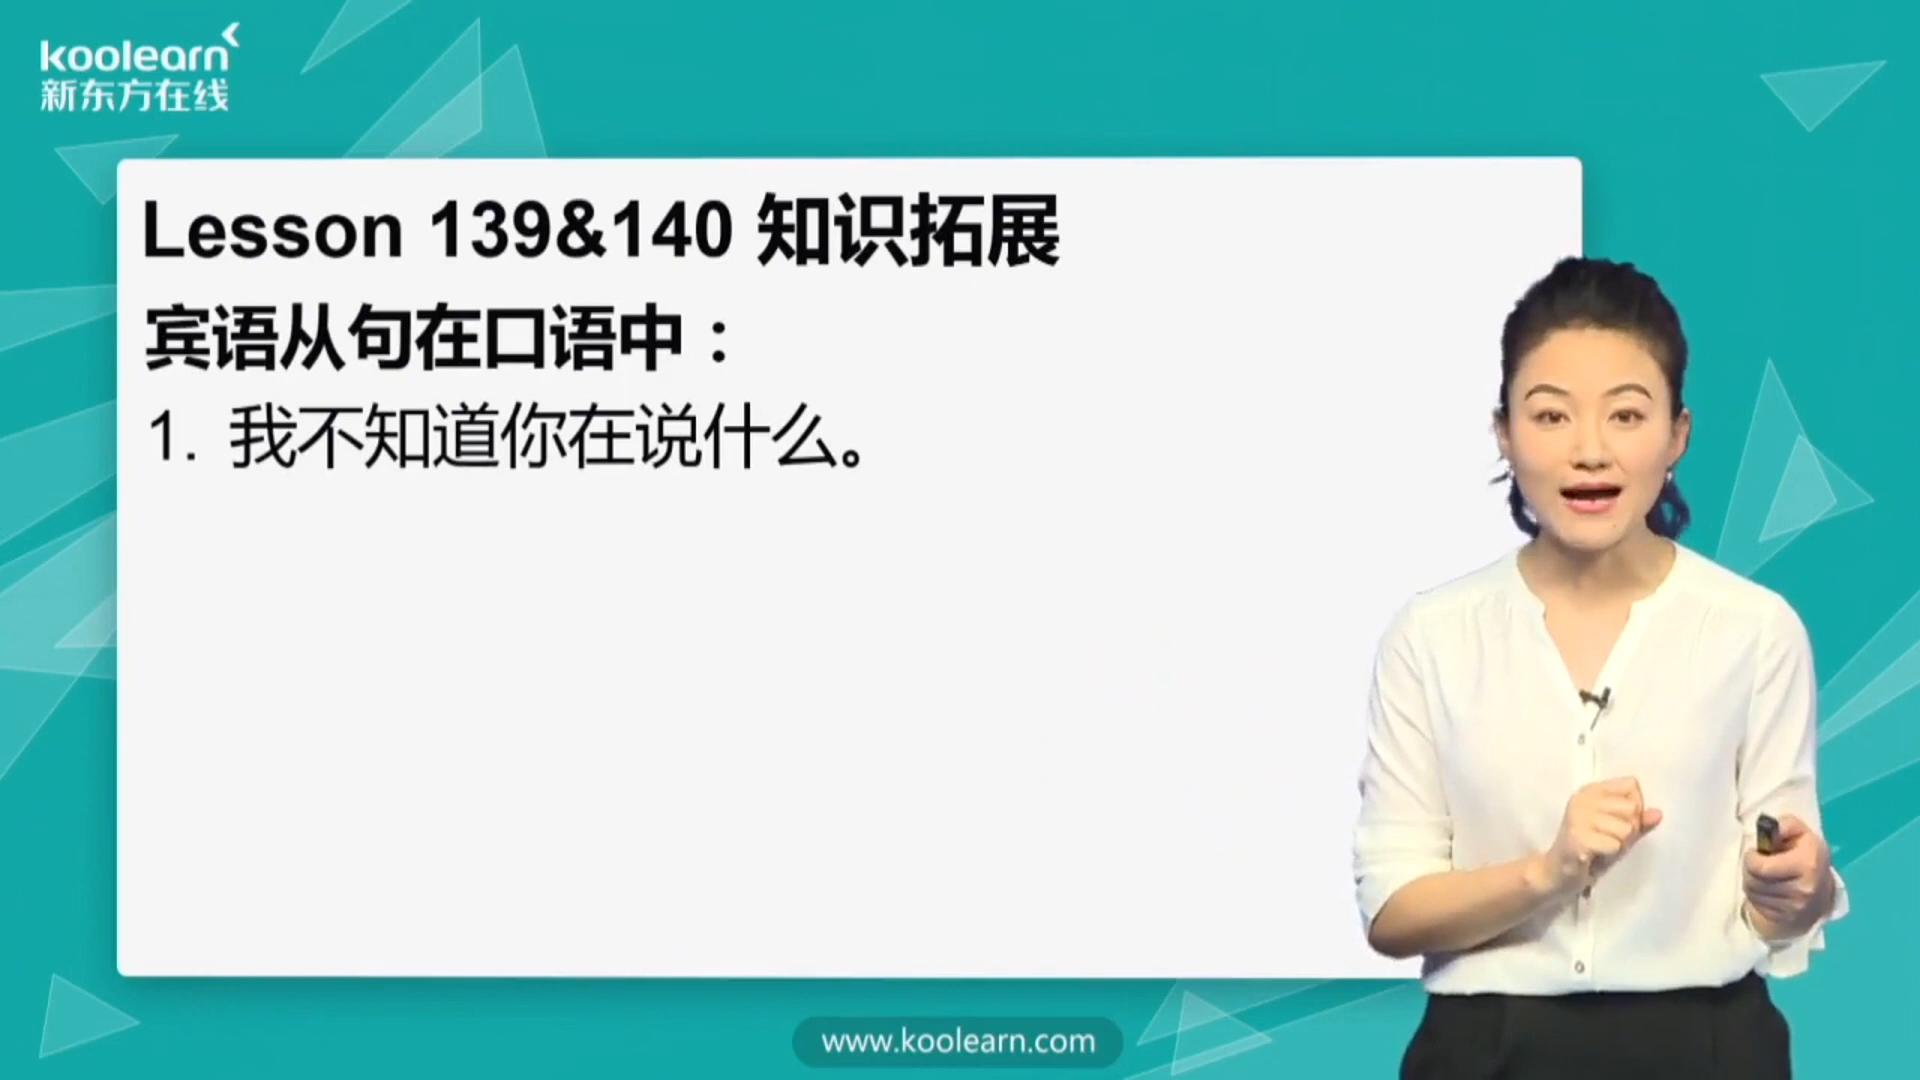 koolearn
新东方在线
Lesson 139&140 知识拓展
宾语从句在口语中：
1. 我不知道你在说什么。
www.koolearn.com